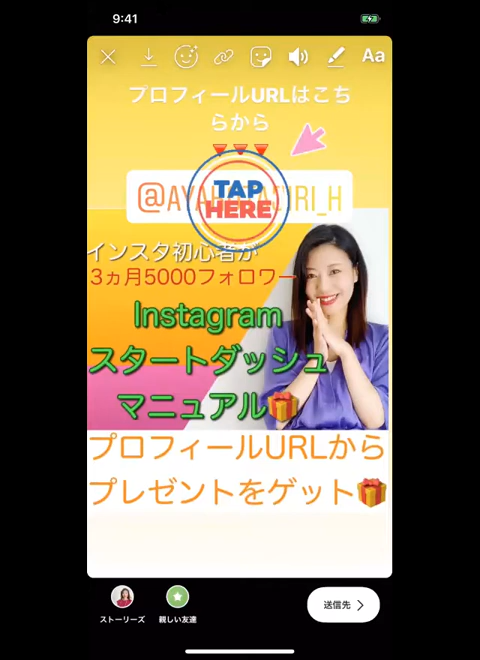 9:41
Aa
プロフィールURLはこち
らから
TAP
HERE
インスタ初心者が
3ヵ月5000フォロワー
Instagram
スタートダッシュ
マニュアル🎁
プロフィールURLから
プレゼントをゲット🎁
ストーリーズ
親しい友達
送信先